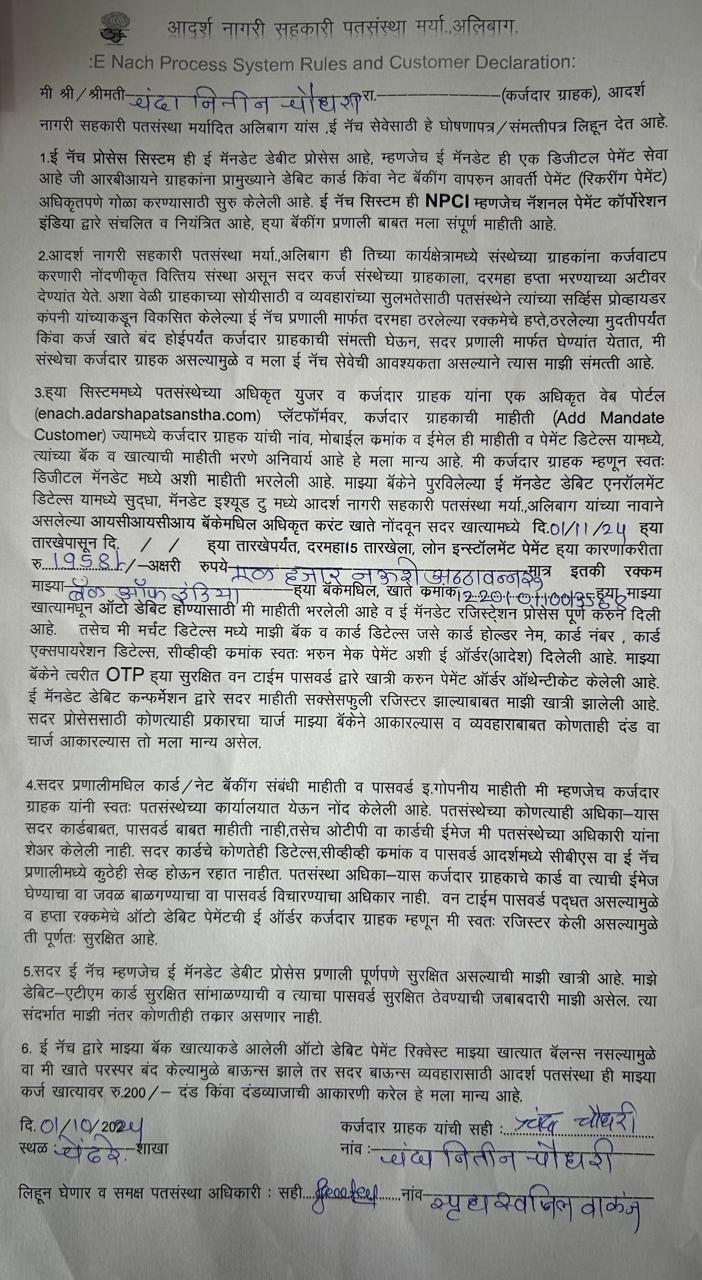 आदर्श नागरी सहकारी पतसंस्था मर्या.,अलिबाग.
:E Nach Process System Rules and Customer Declaration:
मी श्री/श्रीमती चंदा नितीन चौधरी रा.——————(कर्जदार ग्राहक), आदर्श
नागरी सहकारी पतसंस्था मर्यादित अलिबाग यांस ,ई नॅच सेवेसाठी हे घोषणापत्र/संमत्तीपत्र लिहून देत आहे.
1.ई नॅच प्रोसेस सिस्टम ही ई मॅनडेट डेबीट प्रोसेस आहे, म्हणजेच ई मॅनडेट ही एक डिजीटल पेमेंट सेवा
आहे जी आरबीआयने ग्राहकांना प्रामुख्याने डेबिट कार्ड किंवा नेट बॅकींग वापरुन आवर्ती पेमेंट (रिकरींग पेमेंट)
अधिकृतपणे गोळा करण्यासाठी सुरु केलेली आहे. ई नॅच सिस्टम ही NPCI म्हणजेच नॅशनल पेमेंट कॉर्पोरेशन
इंडिया द्वारे संचलित व नियंत्रित आहे, ह्या बॅकींग प्रणाली बाबत मला संपूर्ण माहीती आहे.
2.आदर्श नागरी सहकारी पतसंस्था मर्या.,अलिबाग ही तिच्या कार्यक्षेत्रामध्ये संस्थेच्या ग्राहकांना कर्जवाटप
करणारी नोंदणीकृत वित्तिय संस्था असून सदर कर्ज संस्थेच्या ग्राहकाला, दरमहा हप्ता भरण्याच्या अटीवर
देण्यांत येते. अशा वेळी ग्राहकाच्या सोयीसाठी व व्यवहारांच्या सुलभतेसाठी पतसंस्थेने त्यांच्या सर्व्हिस प्रोव्हायडर
कंपनी यांच्याकडून विकसित केलेल्या ई नॅच प्रणाली मार्फत दरमहा ठरलेल्या रक्कमेचे हप्ते,ठरलेल्या मुदतीपर्यंत
किंवा कर्ज खाते बंद होईपर्यंत कर्जदार ग्राहकाची संमत्ती घेऊन, सदर प्रणाली मार्फत घेण्यांत येतात, मी
संस्थेचा कर्जदार ग्राहक असल्यामुळे व मला ई नॅच सेवेची आवश्यकता असल्याने त्यास माझी संमत्ती आहे.
3.ह्या सिस्टममध्ये पतसंस्थेच्या अधिकृत युजर व कर्जदार ग्राहक यांना एक अधिकृत वेब पोर्टल
(enach.adarshapatsanstha.com) प्लॅटफॉर्मवर, कर्जदार ग्राहकाची माहीती (Add Mandate
Customer) ज्यामध्ये कर्जदार ग्राहक यांची नांव, मोबाईल क्रमांक व ईमेल ही माहीती व पेमेंट डिटेल्स यामध्ये,
त्यांच्या बॅक व खात्याची माहीती भरणे अनिवार्य आहे हे मला मान्य आहे. मी कर्जदार ग्राहक म्हणून स्वतः
डिजीटल मॅनडेट मध्ये अशी माहीती भरलेली आहे. माझ्या बॅकेने पुरविलेल्या ई मॅनडेट डेबिट एनरॉलमेंट
डिटेल्स यामध्ये सुद्धा, मॅनडेट इश्यूड टु मध्ये आदर्श नागरी सहकारी पतसंस्था मर्या.,अलिबाग यांच्या नावाने
असलेल्या आयसीआयसीआय बॅकेमधिल अधिकृत करंट खाते नोंदवून सदर खात्यामध्ये दि.01/11/24 ह्या
तारखेपासून दि. / / ह्या तारखेपर्यंत, दरमहा15 तारखेला, लोन इन्स्टॉलमेंट पेमेंट ह्या कारणाकरीता
रु.1958/-अक्षरी रुपये एक हजार नऊशे अठ्ठावन्न मात्र इतकी रक्कम
माझ्या बँक ऑफ इंडिया ह्या बॅकेमधिल, खाते क्रमांक ह्या माझ्या
खात्यामधून ऑटो डेबिट होण्यासाठी मी माहीती भरलेली आहे व ई मॅनडेट रजिस्ट्रेशन प्रोसेस पूर्ण करुन दिली
आहे. तसेच मी मर्चंट डिटेल्स मध्ये माझी बॅक व कार्ड डिटेल्स जसे कार्ड होल्डर नेम, कार्ड नंबर , कार्ड
एक्सपायरेशन डिटेल्स, सीव्हीव्ही क्रमांक स्वतः भरुन मेक पेमेंट अशी ई ऑर्डर(आदेश) दिलेली आहे. माझ्या
बॅकेने त्वरीत OTP ह्या सुरक्षित वन टाईम पासवर्ड द्वारे खात्री करुन पेमेंट ऑर्डर ऑथेन्टीकेट केलेली आहे.
ई मॅनडेट डेबिट कन्फर्मेशन द्वारे सदर माहीती सक्सेसफुली रजिस्टर झाल्याबाबत माझी खात्री झालेली आहे.
सदर प्रोसेससाठी कोणत्याही प्रकारचा चार्ज माझ्या बॅकेने आकारल्यास व व्यवहाराबाबत कोणताही दंड वा
चार्ज आकारल्यास तो मला मान्य असेल.
4.सदर प्रणालीमधिल कार्ड/नेट बॅकींग संबंधी माहीती व पासवर्ड इ.गोपनीय माहीती मी म्हणजेच कर्जदार
ग्राहक यांनी स्वतः पतसंस्थेच्या कार्यालयात येऊन नोंद केलेली आहे. पतसंस्थेच्या कोणत्याही अधिका—यास
सदर कार्डबाबत, पासवर्ड बाबत माहीती नाही,तसेच ओटीपी वा कार्डची ईमेज मी पतसंस्थेच्या अधिकारी यांना
शेअर केलेली नाही. सदर कार्डचे कोणतेही डिटेल्स,सीव्हीव्ही क्रमांक व पासवर्ड आदर्शमध्ये सीबीएस वा ई नॅच
प्रणालीमध्ये कुठेही सेव्ह होऊन रहात नाहीत. पतसंस्था अधिका—यास कर्जदार ग्राहकाचे कार्ड वा त्याची ईमेज
घेण्याचा वा जवळ बाळगण्याचा वा पासवर्ड विचारण्याचा अधिकार नाही. वन टाईम पासवर्ड पद्धत असल्यामुळे
व हप्ता रक्कमेचे ऑटो डेबिट पेमेंटची ई ऑर्डर कर्जदार ग्राहक म्हणून मी स्वतः रजिस्टर केली असल्यामुळे
ती पूर्णतः सुरक्षित आहे.
5.सदर ई नॅच म्हणजेच ई मॅनडेट डेबीट प्रोसेस प्रणाली पूर्णपणे सुरक्षित असल्याची माझी खात्री आहे. माझे
डेबिट-एटीएम कार्ड सुरक्षित सांभाळण्याची व त्याचा पासवर्ड सुरक्षित ठेवण्याची जबाबदारी माझी असेल. त्या
संदर्भात माझी नंतर कोणतीही तक्रार असणार नाही.
6. ई नॅच द्वारे माझ्या बॅक खात्याकडे आलेली ऑटो डेबिट पेमेंट रिक्वेस्ट माझ्या खात्यात बॅलन्स नसल्यामुळे
वा मी खाते परस्पर बंद केल्यामुळे बाऊन्स झाले तर सदर बाऊन्स व्यवहारासाठी आदर्श पतसंस्था ही माझ्या
कर्ज खात्यावर रु.200/— दंड किंवा दंडव्याजाची आकारणी करेल हे मला मान्य आहे.
दि.01/10/2024 कर्जदार ग्राहक यांची सही : चंदा चौधरी
स्थळ : चेंढरे शाखा नांव : चंदा नितीन चौधरी
लिहून घेणार व समक्ष पतसंस्था अधिकारी : सही नांव स्वप्निल